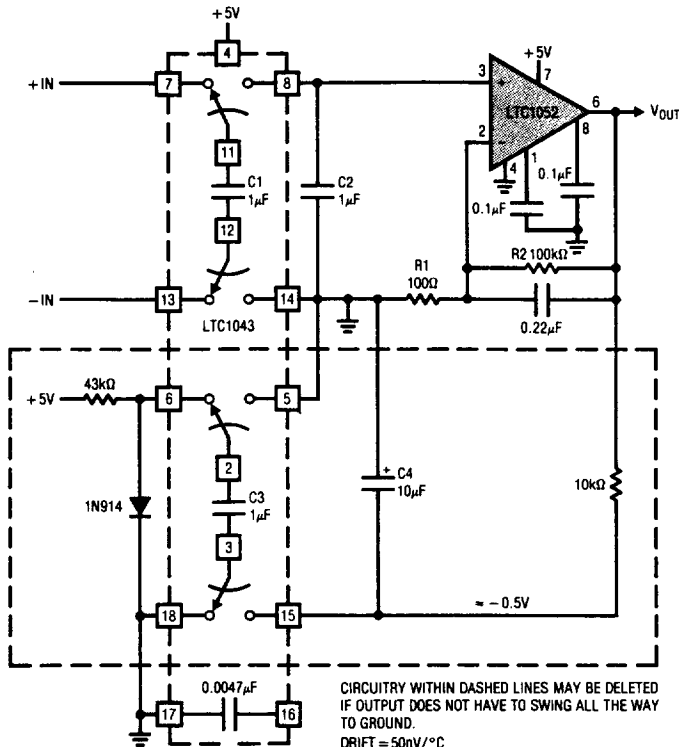 +5V
4
+IN
7
8
11
C1
1µF
12
C2
1µF
-IN
13
14
LTC1043
3
+
2
-
LTC1052
+5V
7
6
8
1
4
VOUT
0.1µF
0.1µF
R1
100Ω
R2 100kΩ
0.22µF
+5V
43kΩ
6
5
2
C3
1µF
3
1N914
18
15
+
C4
10µF
10kΩ
≈ -0.5V
0.0047µF
17
16
CIRCUITRY WITHIN DASHED LINES MAY BE DELETED
IF OUTPUT DOES NOT HAVE TO SWING ALL THE WAY
TO GROUND.
DRIFT = 50nV/°C